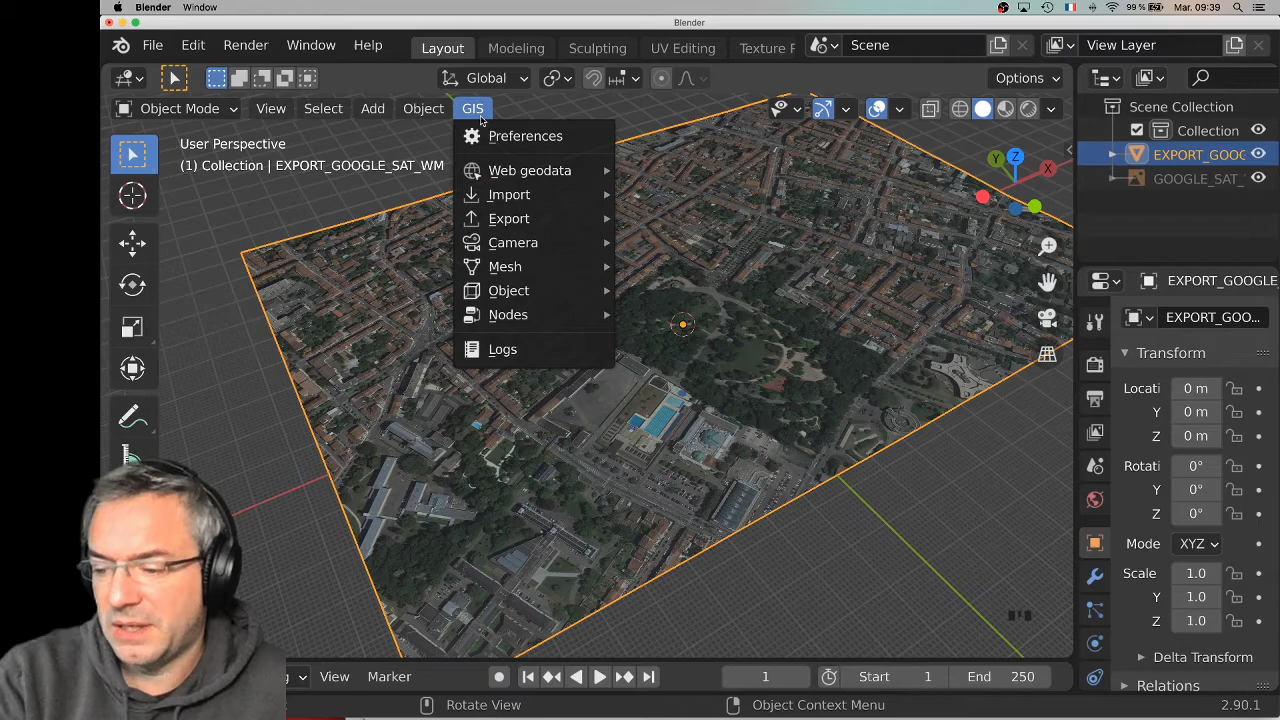 Blender Window 99 % Mar. 09:39
Blender
File Edit Render Window Help Layout Modeling Sculpting UV Editing Texture P Scene View Layer
Global Options
Object Mode View Select Add Object GIS
User Perspective
(1) Collection | EXPORT_GOOGLE_SAT_WM
Preferences
Web geodata
Import
Export
Camera
Mesh
Object
Nodes
Logs
Z
Y
X
Scene Collection
Collection
EXPORT_GOOG
GOOGLE_SAT_
EXPORT_GOOGLE
EXPORT_GOO...
Transform
Locati 0 m
Y 0 m
Z 0 m
Rotati 0°
Y 0°
Z 0°
Mode XYZ
Scale 1.0
Y 1.0
Z 1.0
Delta Transform
Relations
View Marker 1 Start 1 End 250
Rotate View Object Context Menu 2.90.1